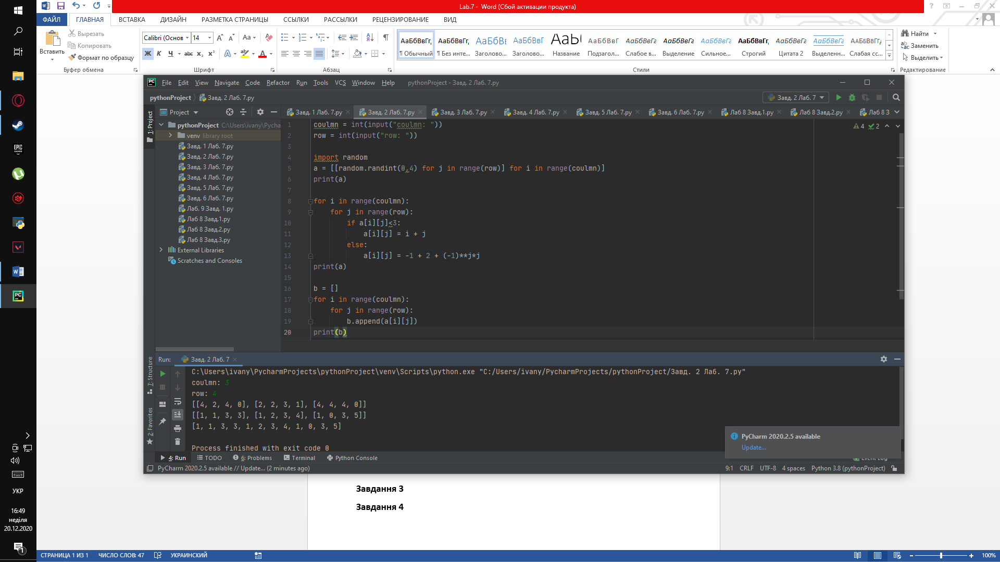 Lab.7 - Word (Сбой активации продукта)
ФАЙЛ ГЛАВНАЯ ВСТАВКА ДИЗАЙН РАЗМЕТКА СТРАНИЦЫ ССЫЛКИ РАССЫЛКИ РЕЦЕНЗИРОВАНИЕ ВИД
Вставить
Вырезать
Копировать
Формат по образцу
Буфер обмена
Calibri (Основ 14
Ж К Ч abc x₂ x²
Шрифт
Абзац
АаБбВвГг, АаБбВвГг, АаБбВв АаБбВвГ АаБ АаБбВвГ АаБбВвГг АаБбВвГг АаБбВвГг АаБбВвГг, АаБбВвГг АаБбВвГг ААББВВГГ
¶ Обычный ¶ Без инте... Заголово... Заголово... Название Подзагол... Слабое в... Выделение Сильное... Строгий Цитата 2 Выделенн... Слабая сс...
Стили
Найти
Заменить
Выделить
Редактирование
PC File Edit View Navigate Code Refactor Run Tools VCS Window Help pythonProject - Завд. 2 Лаб. 7.py
pythonProject Завд. 2 Лаб. 7.py
Завд. 2 Лаб. 7
Project
Завд. 1 Лаб. 7.py Завд. 2 Лаб. 7.py Завд. 3 Лаб. 7.py Завд. 4 Лаб. 7.py Завд. 5 Лаб. 7.py Завд. 6 Лаб. 7.py Лаб 8 Завд.1.py Лаб 8 Завд.2.py Лаб 8 З
1: Project
pythonProject C:\Users\ivany\Pycha
venv library root
Завд. 1 Лаб. 7.py
Завд. 2 Лаб. 7.py
Завд. 3 Лаб. 7.py
Завд. 4 Лаб. 7.py
Завд. 5 Лаб. 7.py
Завд. 6 Лаб. 7.py
Лаб. 9 Завд. 1.py
Лаб 8 Завд.1.py
Лаб 8 Завд.2.py
Лаб 8 Завд.3.py
External Libraries
Scratches and Consoles
4 2
1 coulmn = int(input("coulmn: "))
2 row = int(input("row: "))
3
4 import random
5 a = [[random.randint(0,4) for j in range(row)] for i in range(coulmn)]
6 print(a)
7
8 for i in range(coulmn):
9 for j in range(row):
10 if a[i][j]<3:
11 a[i][j] = i + j
12 else:
13 a[i][j] = -1 + 2 + (-1)**j*j
14 print(a)
15
16 b = []
17 for i in range(coulmn):
18 for j in range(row):
19 b.append(a[i][j])
20 print(b)
7: Structure
2: Favorites
Run: Завд. 2 Лаб. 7
C:\Users\ivany\PycharmProjects\pythonProject\venv\Scripts\python.exe "C:/Users/ivany/PycharmProjects/pythonProject/Завд. 2 Лаб. 7.py"
coulmn: 3
row: 4
[[4, 2, 4, 0], [2, 2, 3, 1], [4, 4, 4, 0]]
[[1, 1, 3, 3], [1, 2, 3, 4], [1, 0, 3, 5]]
[1, 1, 3, 3, 1, 2, 3, 4, 1, 0, 3, 5]
Process finished with exit code 0
PyCharm 2020.2.5 available
Update...
4: Run TODO 6: Problems Terminal Python Console Event Log
PyCharm 2020.2.5 available // Update... (2 minutes ago) 9:1 CRLF UTF-8 4 spaces Python 3.8 (pythonProject)
Завдання 3
Завдання 4
EPIC GAMES
PC
УКР
16:49
неділя
20.12.2020
1
СТРАНИЦА 1 ИЗ 1 ЧИСЛО СЛОВ: 47 УКРАИНСКИЙ 100%